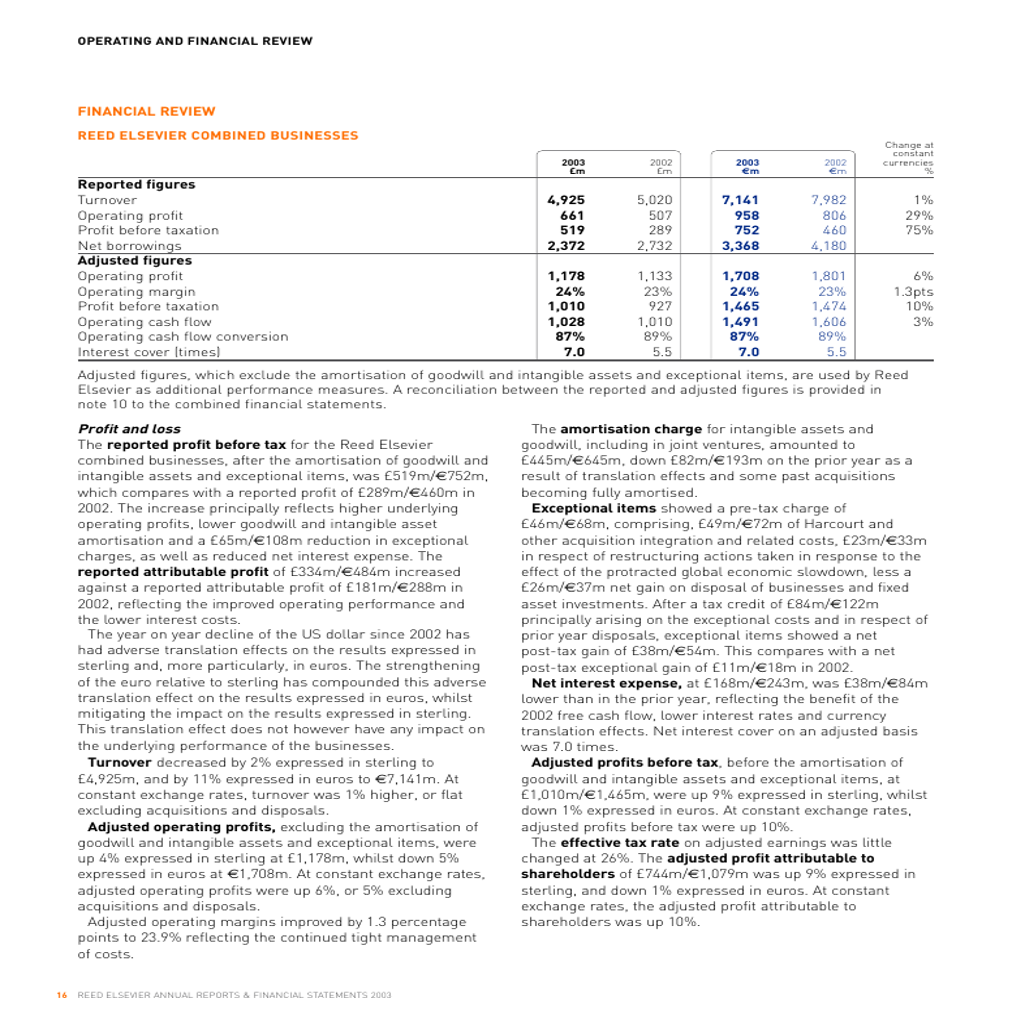 OPERATING AND FINANCIAL REVIEW
FINANCIAL REVIEW
REED ELSEVIER COMBINED BUSINESSES
2003 £m 2002 £m 2003 €m 2002 €m Change at constant currencies %
Reported figures
Turnover 4,925 5,020 7,141 7,982 1%
Operating profit 661 507 958 806 29%
Profit before taxation 519 289 752 460 75%
Net borrowings 2,372 2,732 3,368 4,180
Adjusted figures
Operating profit 1,178 1,133 1,708 1,801 6%
Operating margin 24% 23% 24% 23% 1.3pts
Profit before taxation 1,010 927 1,465 1,474 10%
Operating cash flow 1,028 1,010 1,491 1,606 3%
Operating cash flow conversion 87% 89% 87% 89%
Interest cover (times) 7.0 5.5 7.0 5.5
Adjusted figures, which exclude the amortisation of goodwill and intangible assets and exceptional items, are used by Reed
Elsevier as additional performance measures. A reconciliation between the reported and adjusted figures is provided in
note 10 to the combined financial statements.
Profit and loss
The reported profit before tax for the Reed Elsevier
combined businesses, after the amortisation of goodwill and
intangible assets and exceptional items, was £519m/€752m,
which compares with a reported profit of £289m/€460m in
2002. The increase principally reflects higher underlying
operating profits, lower goodwill and intangible asset
amortisation and a £65m/€108m reduction in exceptional
charges, as well as reduced net interest expense. The
reported attributable profit of £334m/€484m increased
against a reported attributable profit of £181m/€288m in
2002, reflecting the improved operating performance and
the lower interest costs.
The year on year decline of the US dollar since 2002 has
had adverse translation effects on the results expressed in
sterling and, more particularly, in euros. The strengthening
of the euro relative to sterling has compounded this adverse
translation effect on the results expressed in euros, whilst
mitigating the impact on the results expressed in sterling.
This translation effect does not however have any impact on
the underlying performance of the businesses.
Turnover decreased by 2% expressed in sterling to
£4,925m, and by 11% expressed in euros to €7,141m. At
constant exchange rates, turnover was 1% higher, or flat
excluding acquisitions and disposals.
Adjusted operating profits, excluding the amortisation of
goodwill and intangible assets and exceptional items, were
up 4% expressed in sterling at £1,178m, whilst down 5%
expressed in euros at €1,708m. At constant exchange rates,
adjusted operating profits were up 6%, or 5% excluding
acquisitions and disposals.
Adjusted operating margins improved by 1.3 percentage
points to 23.9% reflecting the continued tight management
of costs.
The amortisation charge for intangible assets and
goodwill, including in joint ventures, amounted to
£445m/€645m, down £82m/€193m on the prior year as a
result of translation effects and some past acquisitions
becoming fully amortised.
Exceptional items showed a pre-tax charge of
£46m/€68m, comprising, £49m/€72m of Harcourt and
other acquisition integration and related costs, £23m/€33m
in respect of restructuring actions taken in response to the
effect of the protracted global economic slowdown, less a
£26m/€37m net gain on disposal of businesses and fixed
asset investments. After a tax credit of £84m/€122m
principally arising on the exceptional costs and in respect of
prior year disposals, exceptional items showed a net
post-tax gain of £38m/€54m. This compares with a net
post-tax exceptional gain of £11m/€18m in 2002.
Net interest expense, at £168m/€243m, was £38m/€84m
lower than in the prior year, reflecting the benefit of the
2002 free cash flow, lower interest rates and currency
translation effects. Net interest cover on an adjusted basis
was 7.0 times.
Adjusted profits before tax, before the amortisation of
goodwill and intangible assets and exceptional items, at
£1,010m/€1,465m, were up 9% expressed in sterling, whilst
down 1% expressed in euros. At constant exchange rates,
adjusted profits before tax were up 10%.
The effective tax rate on adjusted earnings was little
changed at 26%. The adjusted profit attributable to
shareholders of £744m/€1,079m was up 9% expressed in
sterling, and down 1% expressed in euros. At constant
exchange rates, the adjusted profit attributable to
shareholders was up 10%.
16 REED ELSEVIER ANNUAL REPORTS & FINANCIAL STATEMENTS 2003